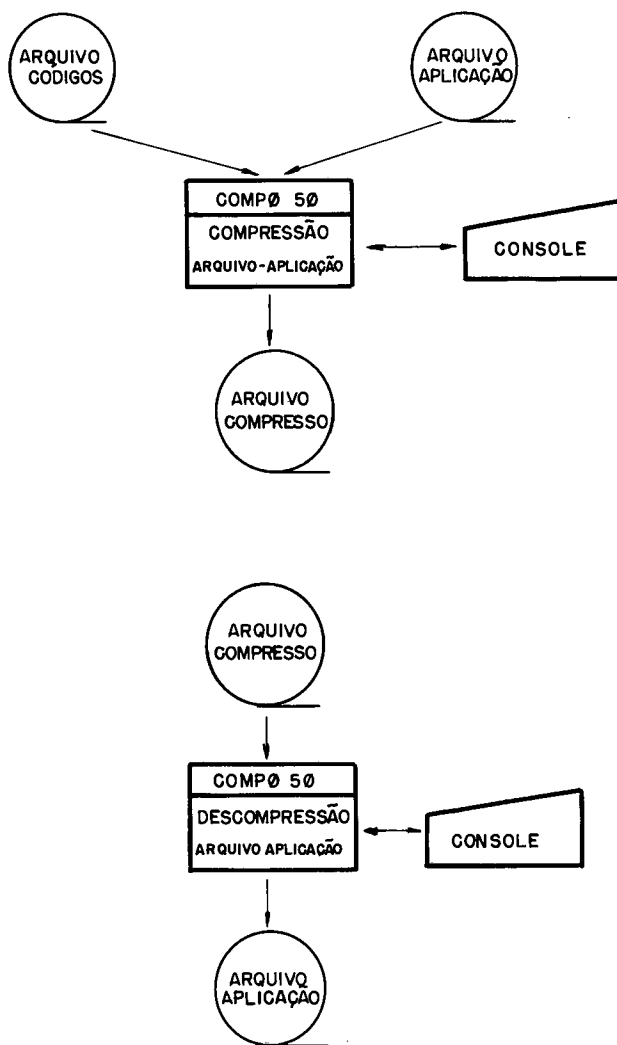 ARQUIVO
CÓDIGOS
ARQUIVO
APLICAÇÃO
COMPØ 5Ø
COMPRESSÃO
ARQUIVO-APLICAÇÃO
CONSOLE
ARQUIVO
COMPRESSO
ARQUIVO
COMPRESSO
COMPØ 5Ø
DESCOMPRESSÃO
ARQUIVO APLICAÇÃO
CONSOLE
ARQUIVO
APLICAÇÃO